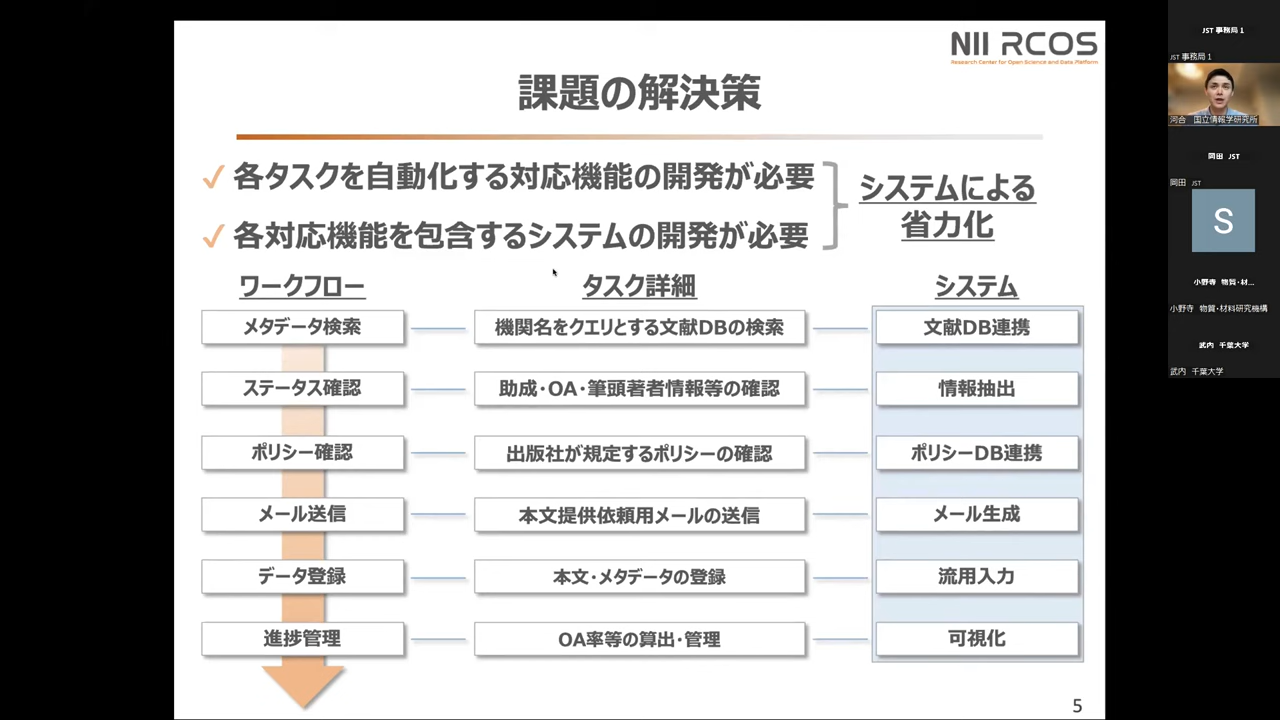 NII RCOS
Research Center for Open Science and Data Platform
課題の解決策
✓ 各タスクを自動化する対応機能の開発が必要
✓ 各対応機能を包含するシステムの開発が必要
システムによる
省力化
ワークフロー タスク詳細 システム
メタデータ検索 機関名をクエリとする文献DBの検索 文献DB連携
ステータス確認 助成・OA・筆頭著者情報等の確認 情報抽出
ポリシー確認 出版社が規定するポリシーの確認 ポリシーDB連携
メール送信 本文提供依頼用メールの送信 メール生成
データ登録 本文・メタデータの登録 流用入力
進捗管理 OA率等の算出・管理 可視化
5
JST 事務局 1
JST 事務局 1
河合 国立情報学研究所
岡田 JST
岡田 JST
S
小野寺 物質・材...
小野寺 物質・材料研究機構
武内 千葉大学
武内 千葉大学